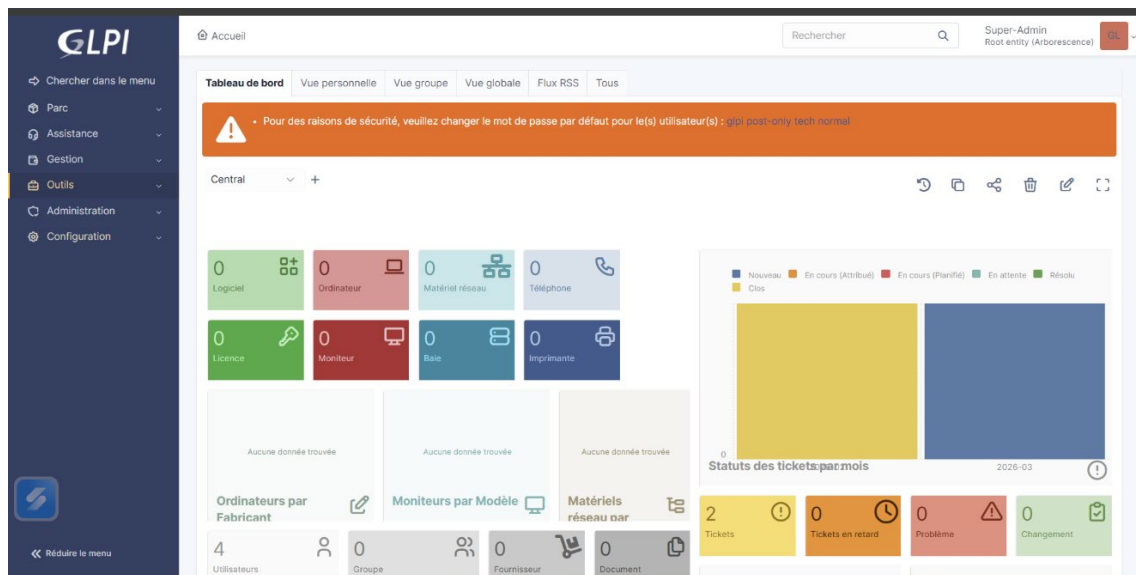 GLPI
Accueil
Rechercher
Super-Admin
Root entity (Arborescence)
GL
Chercher dans le menu
Parc
Assistance
Gestion
Outils
Administration
Configuration
Réduire le menu
Tableau de bord Vue personnelle Vue groupe Vue globale Flux RSS Tous
• Pour des raisons de sécurité, veuillez changer le mot de passe par défaut pour le(s) utilisateur(s) : glpi post-only tech normal
Central
0 0 0 0
Logiciel Ordinateur Matériel réseau Téléphone
0 0 0 0
Licence Moniteur Baie Imprimante
Nouveau En cours (Attribué) En cours (Planifié) En attente Résolu
Clos
0
2026-03
Statuts des tickets par mois
Aucune donnée trouvée Aucune donnée trouvée Aucune donnée trouvée
Ordinateurs par Fabricant
Moniteurs par Modèle
Matériels réseau par
4 0 0 0
Utilisateurs Groupe Fournisseur Document
2 0 0 0
Tickets Tickets en retard Problème Changement